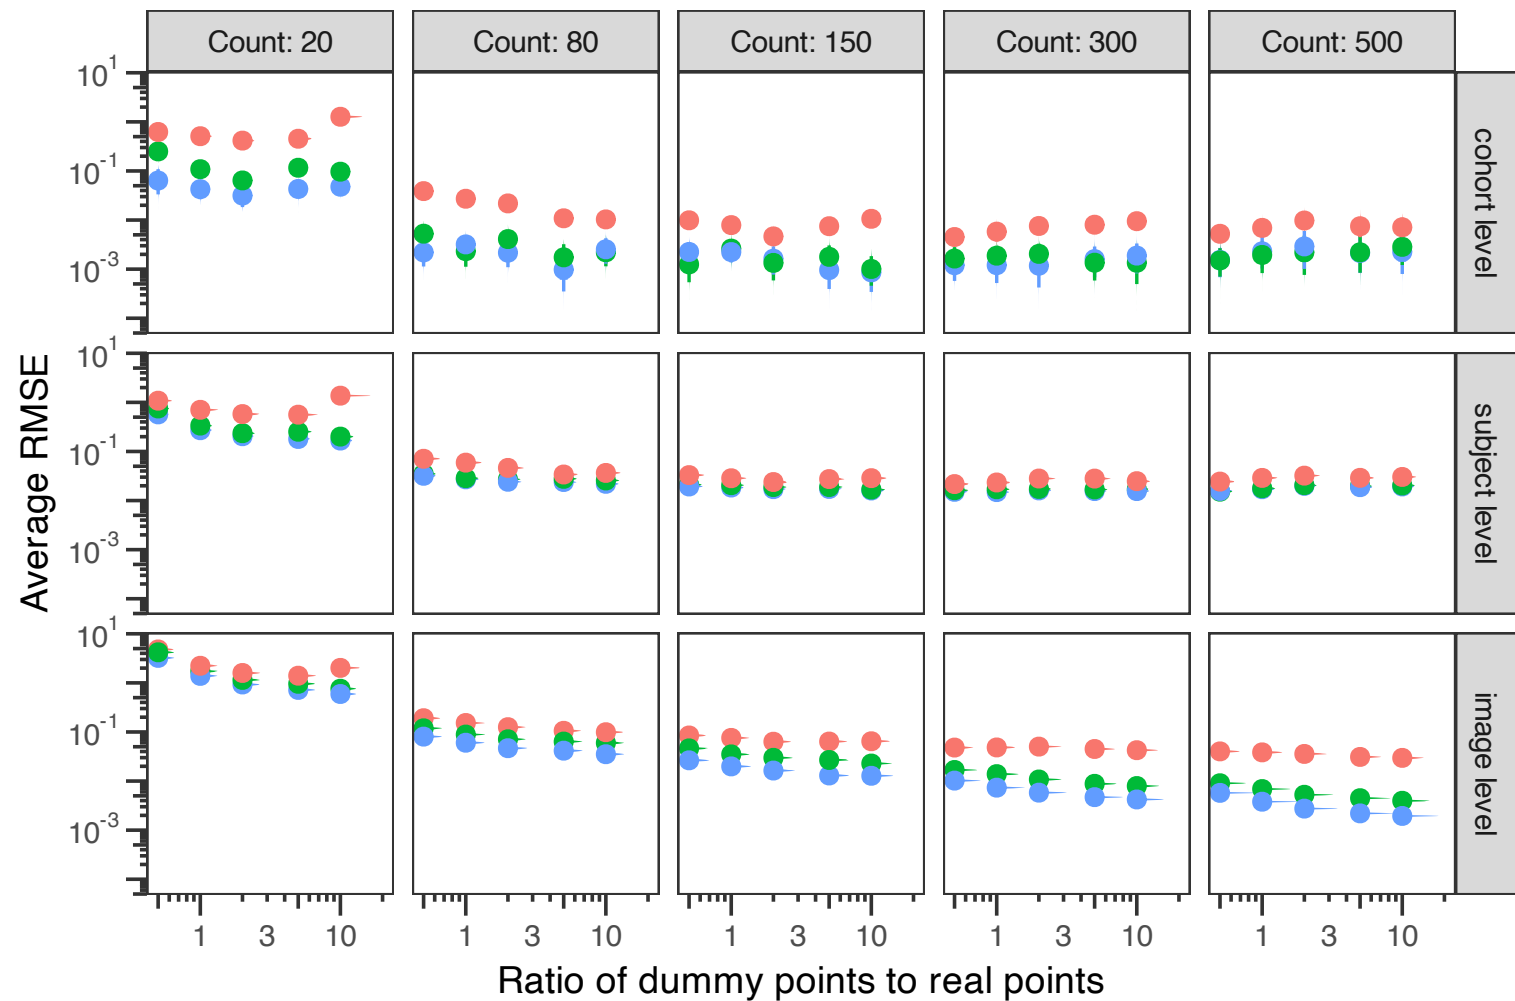 Count: 20 Count: 80 Count: 150 Count: 300 Count: 500
10^1
10^-1
10^-3
cohort level
10^1
10^-1
10^-3
subject level
10^1
10^-1
10^-3
image level
Average RMSE
1 3 10 1 3 10 1 3 10 1 3 10 1 3 10
Ratio of dummy points to real points